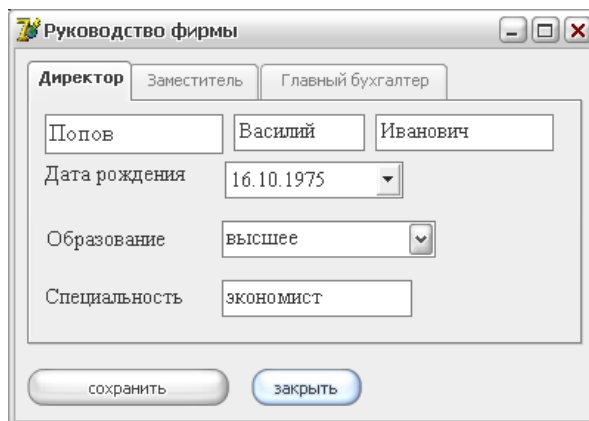 Руководство фирмы
Директор Заместитель Главный бухгалтер
Попов Василий Иванович
Дата рождения 16.10.1975
Образование высшее
Специальность экономист
сохранить закрыть